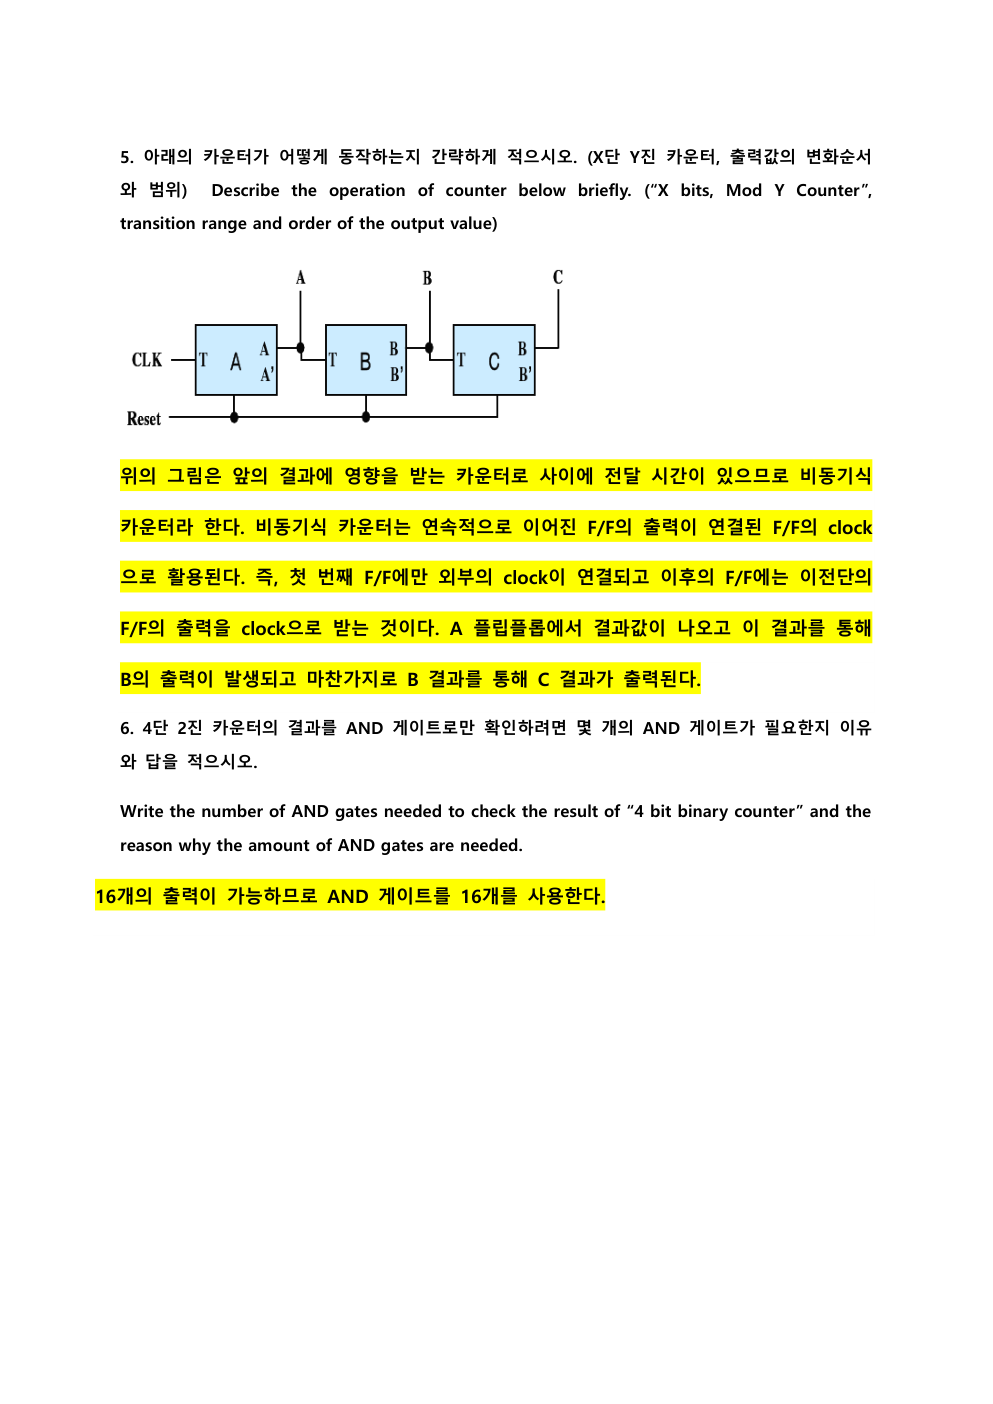 5. 아래의 카운터가 어떻게 동작하는지 간략하게 적으시오. (X단 Y진 카운터, 출력값의 변화순서
와 범위) Describe the operation of counter below briefly. (“X bits, Mod Y Counter”,
transition range and order of the output value)
A B C
CLK T A A A' T B B B' T C B B'
Reset
위의 그림은 앞의 결과에 영향을 받는 카운터로 사이에 전달 시간이 있으므로 비동기식
카운터라 한다. 비동기식 카운터는 연속적으로 이어진 F/F의 출력이 연결된 F/F의 clock
으로 활용된다. 즉, 첫 번째 F/F에만 외부의 clock이 연결되고 이후의 F/F에는 이전단의
F/F의 출력을 clock으로 받는 것이다. A 플립플롭에서 결과값이 나오고 이 결과를 통해
B의 출력이 발생되고 마찬가지로 B 결과를 통해 C 결과가 출력된다.
6. 4단 2진 카운터의 결과를 AND 게이트로만 확인하려면 몇 개의 AND 게이트가 필요한지 이유
와 답을 적으시오.
Write the number of AND gates needed to check the result of “4 bit binary counter” and the
reason why the amount of AND gates are needed.
16개의 출력이 가능하므로 AND 게이트를 16개를 사용한다.